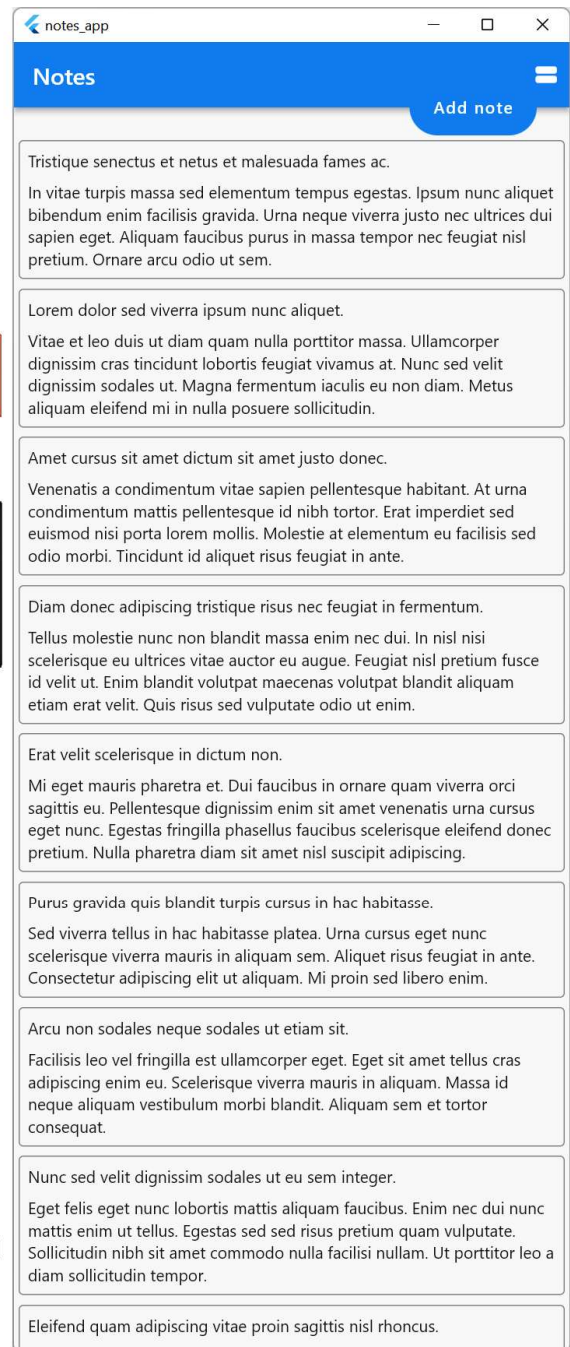 notes_app
Notes
Add note
Tristique senectus et netus et malesuada fames ac.
In vitae turpis massa sed elementum tempus egestas. Ipsum nunc aliquet
bibendum enim facilisis gravida. Urna neque viverra justo nec ultrices dui
sapien eget. Aliquam faucibus purus in massa tempor nec feugiat nisl
pretium. Ornare arcu odio ut sem.
Lorem dolor sed viverra ipsum nunc aliquet.
Vitae et leo duis ut diam quam nulla porttitor massa. Ullamcorper
dignissim cras tincidunt lobortis feugiat vivamus at. Nunc sed velit
dignissim sodales ut. Magna fermentum iaculis eu non diam. Metus
aliquam eleifend mi in nulla posuere sollicitudin.
Amet cursus sit amet dictum sit amet justo donec.
Venenatis a condimentum vitae sapien pellentesque habitant. At urna
condimentum mattis pellentesque id nibh tortor. Erat imperdiet sed
euismod nisi porta lorem mollis. Molestie at elementum eu facilisis sed
odio morbi. Tincidunt id aliquet risus feugiat in ante.
Diam donec adipiscing tristique risus nec feugiat in fermentum.
Tellus molestie nunc non blandit massa enim nec dui. In nisl nisi
scelerisque eu ultrices vitae auctor eu augue. Feugiat nisl pretium fusce
id velit ut. Enim blandit volutpat maecenas volutpat blandit aliquam
etiam erat velit. Quis risus sed vulputate odio ut enim.
Erat velit scelerisque in dictum non.
Mi eget mauris pharetra et. Dui faucibus in ornare quam viverra orci
sagittis eu. Pellentesque dignissim enim sit amet venenatis urna cursus
eget nunc. Egestas fringilla phasellus faucibus scelerisque eleifend donec
pretium. Nulla pharetra diam sit amet nisl suscipit adipiscing.
Purus gravida quis blandit turpis cursus in hac habitasse.
Sed viverra tellus in hac habitasse platea. Urna cursus eget nunc
scelerisque viverra mauris in aliquam sem. Aliquet risus feugiat in ante.
Consectetur adipiscing elit ut aliquam. Mi proin sed libero enim.
Arcu non sodales neque sodales ut etiam sit.
Facilisis leo vel fringilla est ullamcorper eget. Eget sit amet tellus cras
adipiscing enim eu. Scelerisque viverra mauris in aliquam. Massa id
neque aliquam vestibulum morbi blandit. Aliquam sem et tortor
consequat.
Nunc sed velit dignissim sodales ut eu sem integer.
Eget felis eget nunc lobortis mattis aliquam faucibus. Enim nec dui nunc
mattis enim ut tellus. Egestas sed sed risus pretium quam vulputate.
Sollicitudin nibh sit amet commodo nulla facilisi nullam. Ut porttitor leo a
diam sollicitudin tempor.
Eleifend quam adipiscing vitae proin sagittis nisl rhoncus.